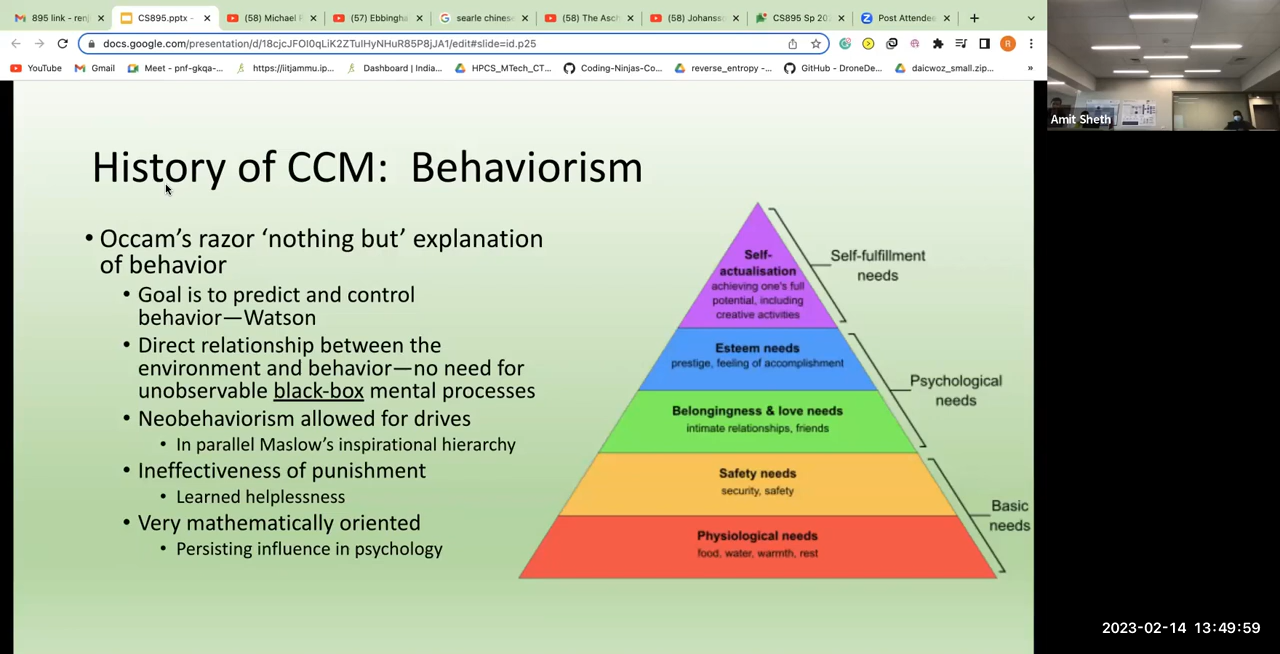 895 link - renj
CS895.pptx -
(58) Michael F
(57) Ebbingha
searle chinese
(58) The Asch
(58) Johanssc
CS895 Sp 202
Post Attendee
docs.google.com/presentation/d/18cjcJFOI0qLiK2ZTuIHyNHuR85P8jJA1/edit#slide=id.p25
R
YouTube
Gmail
Meet - pnf-gkqa-...
https://iitjammu.ip...
Dashboard | India...
HPCS_MTech_CT...
Coding-Ninjas-Co...
reverse_entropy -...
GitHub - DroneDe...
daicwoz_small.zip...
»
Amit Sheth
History of CCM: Behaviorism
• Occam’s razor ‘nothing but’ explanation
of behavior
• Goal is to predict and control
behavior—Watson
• Direct relationship between the
environment and behavior—no need for
unobservable black-box mental processes
• Neobehaviorism allowed for drives
• In parallel Maslow’s inspirational hierarchy
• Ineffectiveness of punishment
• Learned helplessness
• Very mathematically oriented
• Persisting influence in psychology
Self-
actualisation
achieving one's full
potential, including
creative activities
Self-fulfillment
needs
Esteem needs
prestige, feeling of accomplishment
Psychological
needs
Belongingness & love needs
intimate relationships, friends
Safety needs
security, safety
Basic
needs
Physiological needs
food, water, warmth, rest
2023-02-14 13:49:59